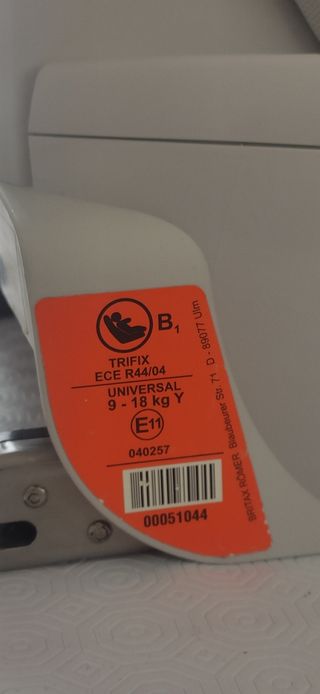 B1
TRIFIX
ECE R44/04
UNIVERSAL
9 - 18 kg Y
E11
040257
00051044
BRITAX RÖMER Blaubeurer Str. 71 D - 89077 Ulm